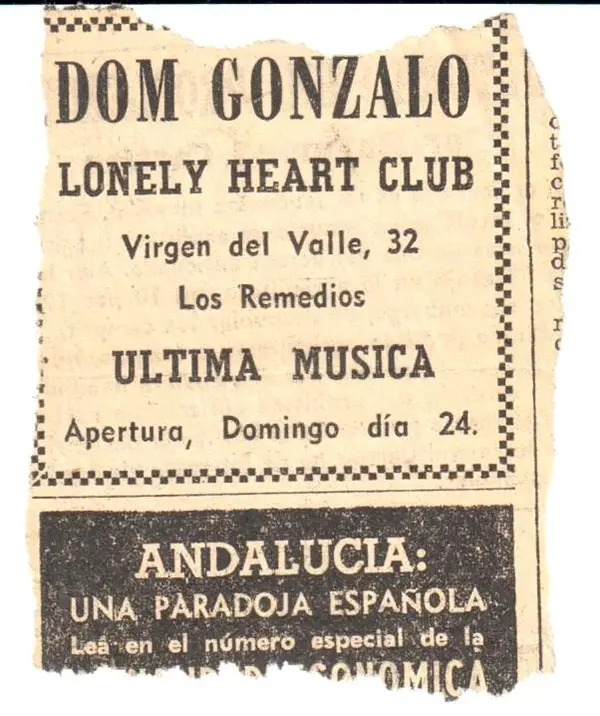 DOM GONZALO
LONELY HEART CLUB
Virgen del Valle, 32
Los Remedios
ULTIMA MUSICA
Apertura, Domingo día 24.
ANDALUCIA:
UNA PARADOJA ESPAÑOLA
Lea en el número especial de la